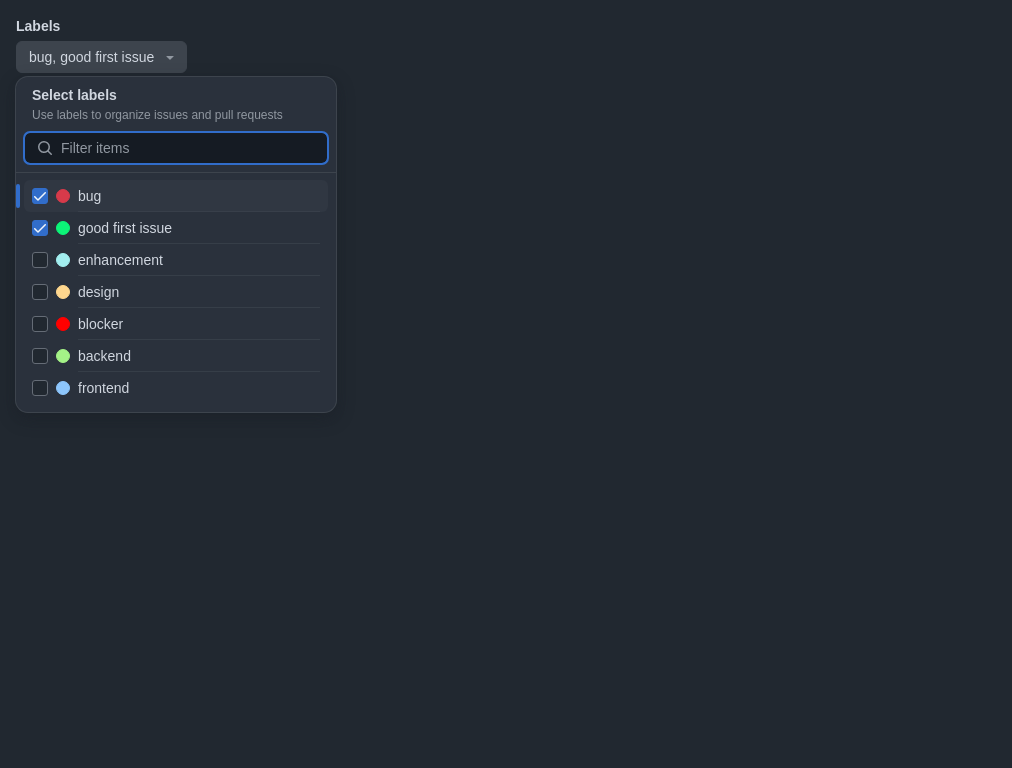 Labels
bug, good first issue
Select labels
Use labels to organize issues and pull requests
Filter items
bug
good first issue
enhancement
design
blocker
backend
frontend